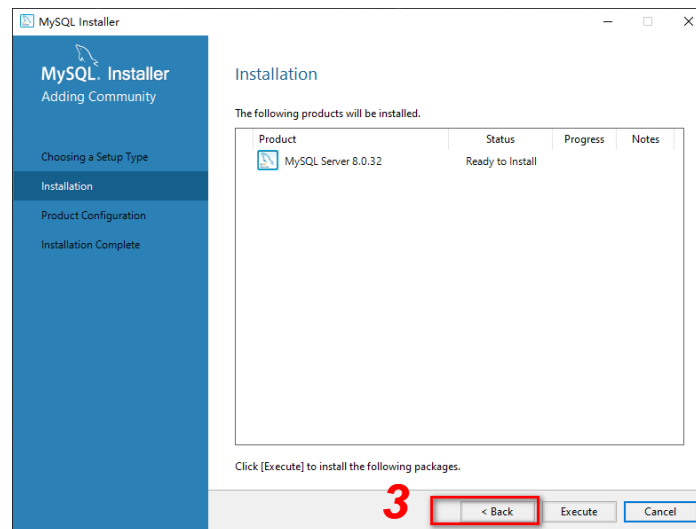 MySQL Installer
MySQL. Installer
Adding Community
Choosing a Setup Type
Installation
Product Configuration
Installation Complete
Installation
The following products will be installed.
Product Status Progress Notes
MySQL Server 8.0.32 Ready to Install
Click [Execute] to install the following packages.
3
< Back Execute Cancel